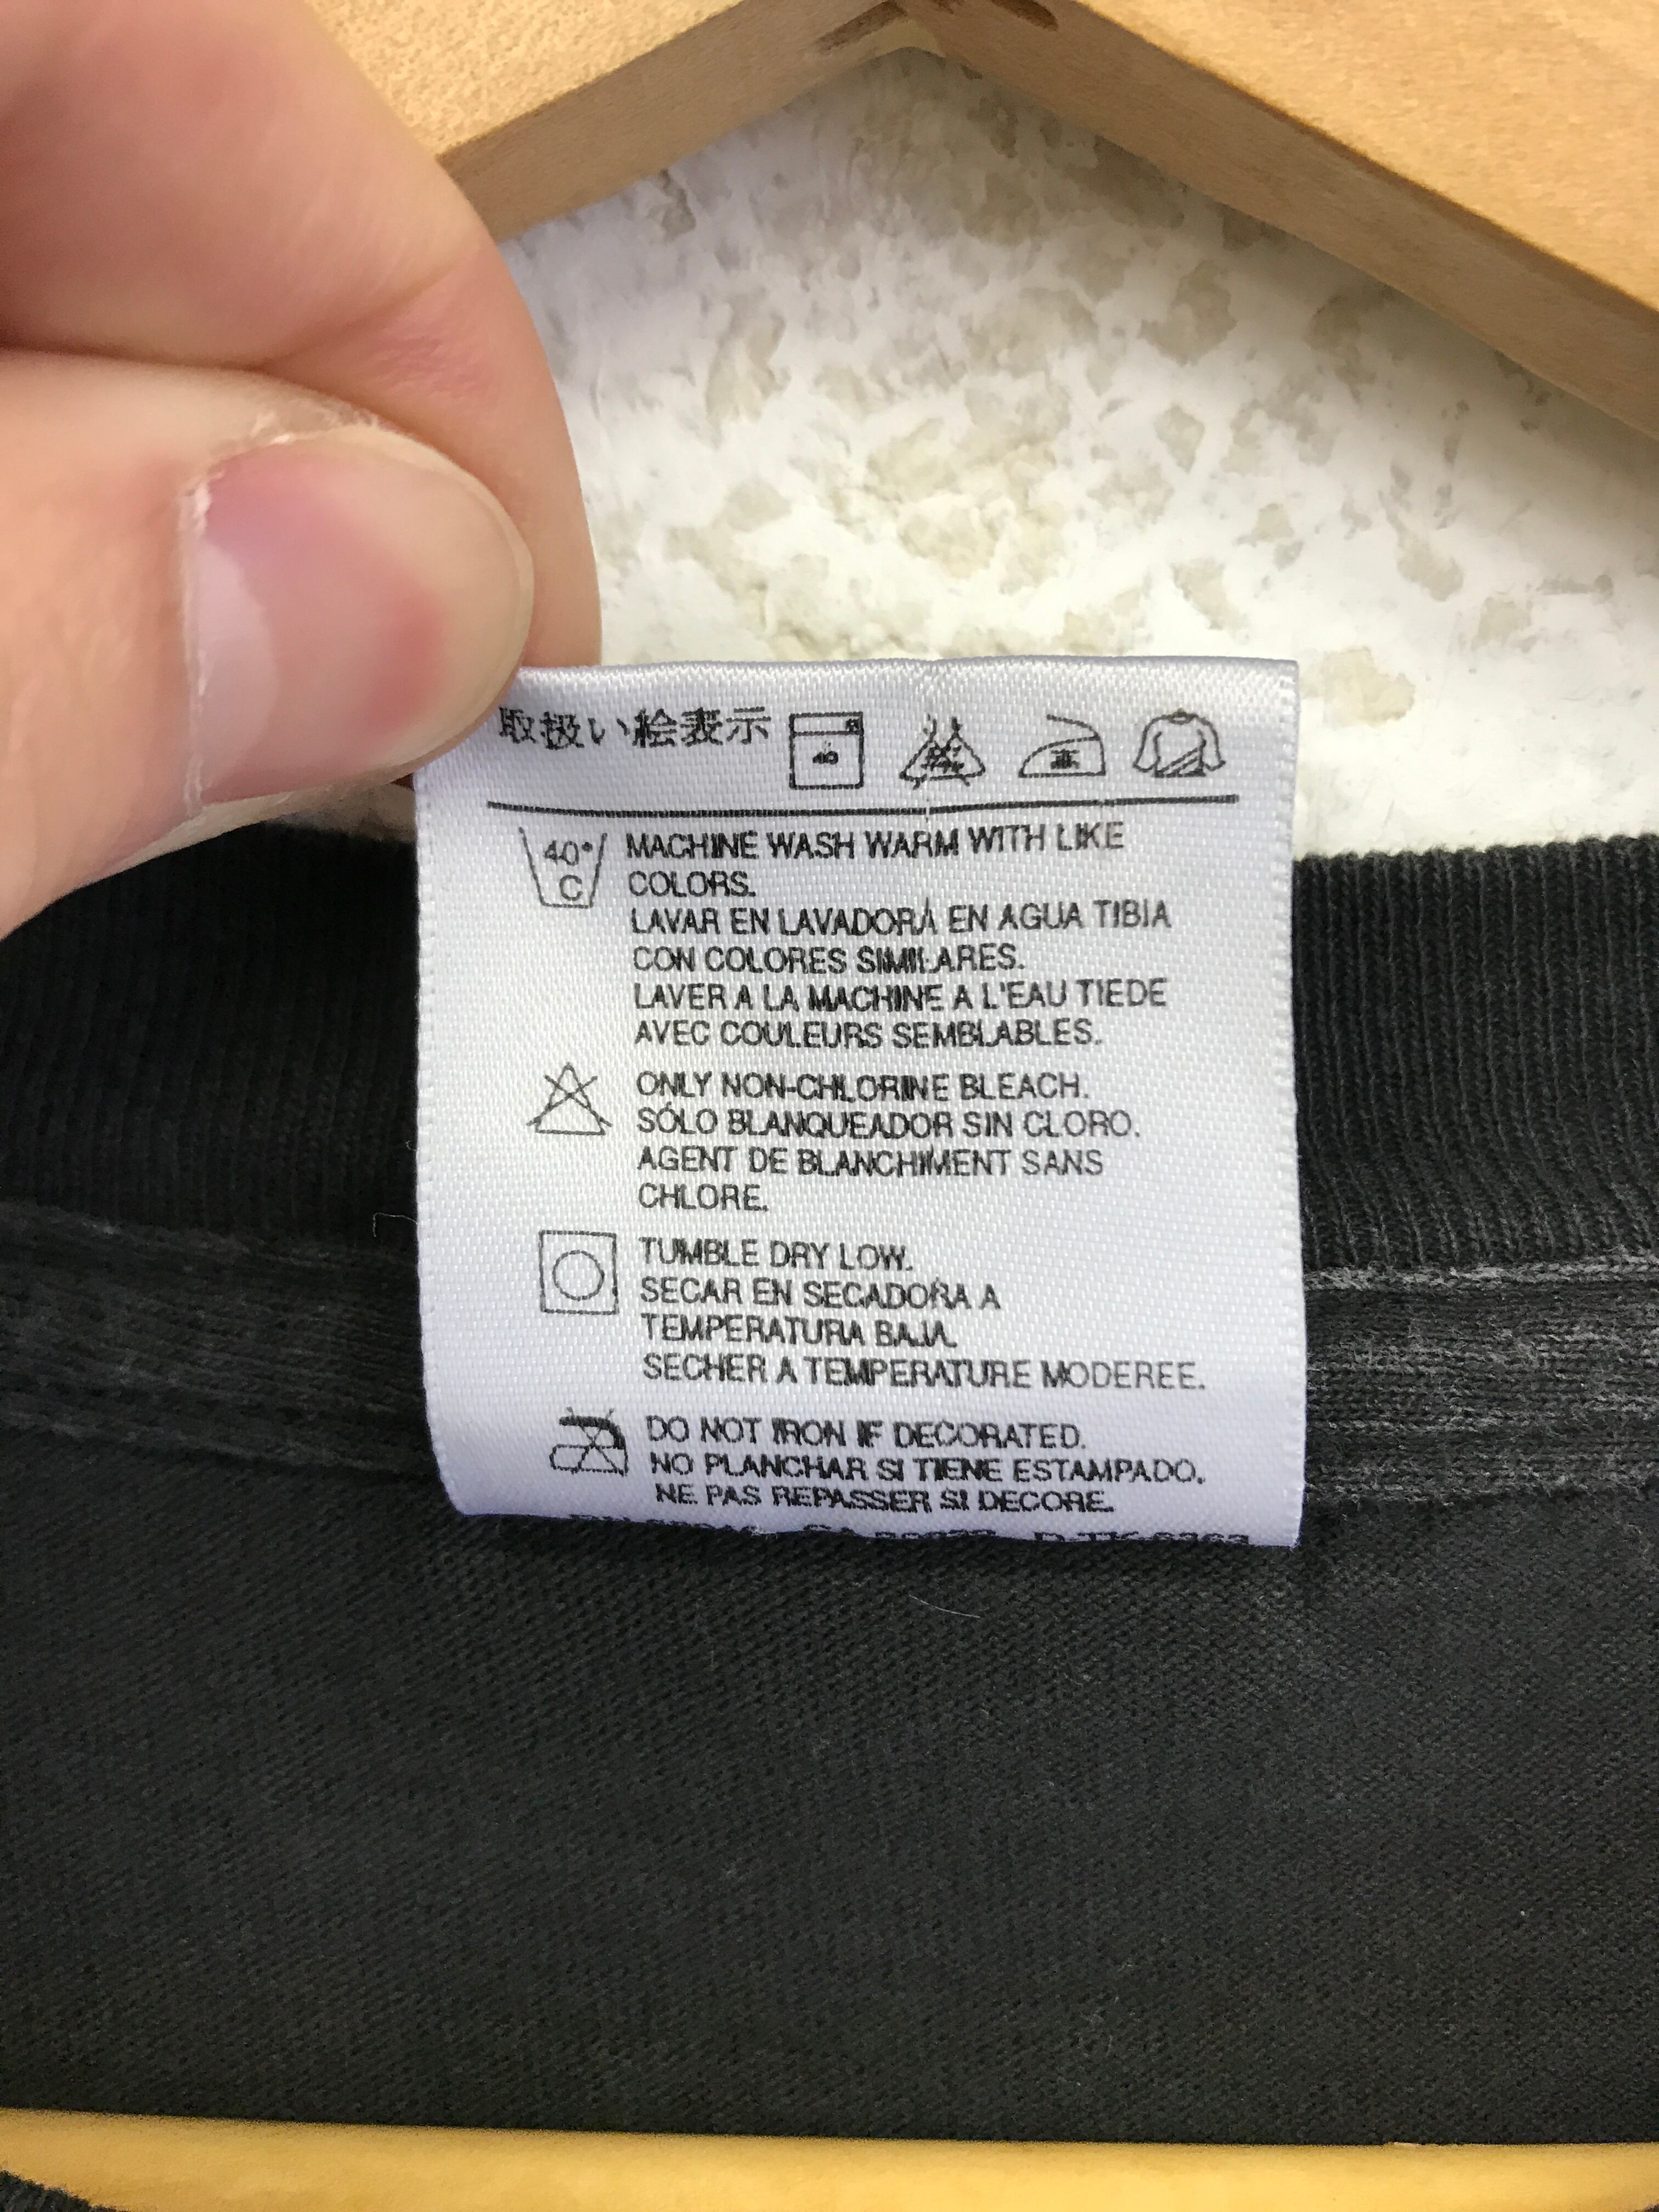 取扱い絵表示 40
40°C MACHINE WASH WARM WITH LIKE
COLORS.
LAVAR EN LAVADORA EN AGUA TIBIA
CON COLORES SIMILARES.
LAVER A LA MACHINE A L'EAU TIEDE
AVEC COULEURS SEMBLABLES.
ONLY NON-CHLORINE BLEACH.
SÓLO BLANQUEADOR SIN CLORO.
AGENT DE BLANCHIMENT SANS
CHLORE.
TUMBLE DRY LOW.
SECAR EN SECADORA A
TEMPERATURA BAJA.
SECHER A TEMPERATURE MODEREE.
DO NOT IRON IF DECORATED.
NO PLANCHAR SI TIENE ESTAMPADO.
NE PAS REPASSER SI DECORE.